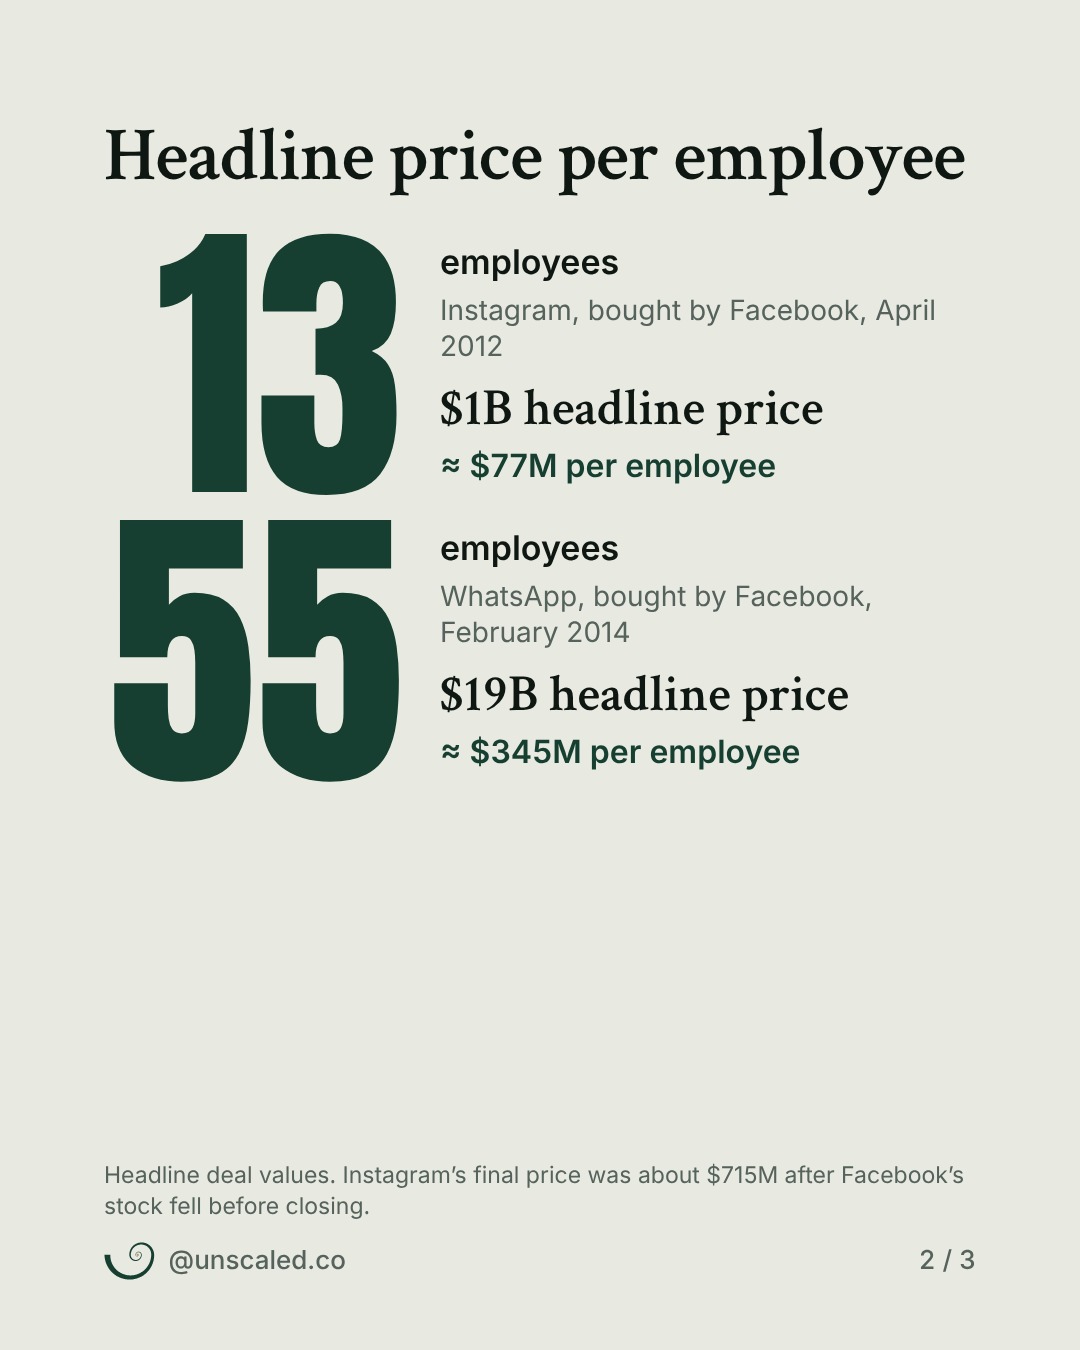 Headline price per employee
13
employees
Instagram, bought by Facebook, April
2012
$1B headline price
≈ $77M per employee
55
employees
WhatsApp, bought by Facebook,
February 2014
$19B headline price
≈ $345M per employee
Headline deal values. Instagram’s final price was about $715M after Facebook’s
stock fell before closing.
@unscaled.co
2 / 3